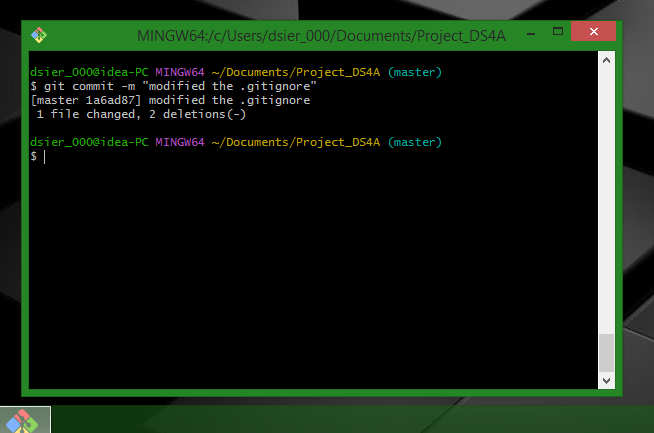 MINGW64:/c/Users/dsier_000/Documents/Project_DS4A
dsier_000@idea-PC MINGW64 ~/Documents/Project_DS4A (master)
$ git commit -m "modified the .gitignore"
[master 1a6ad87] modified the .gitignore
 1 file changed, 2 deletions(-)
dsier_000@idea-PC MINGW64 ~/Documents/Project_DS4A (master)
$